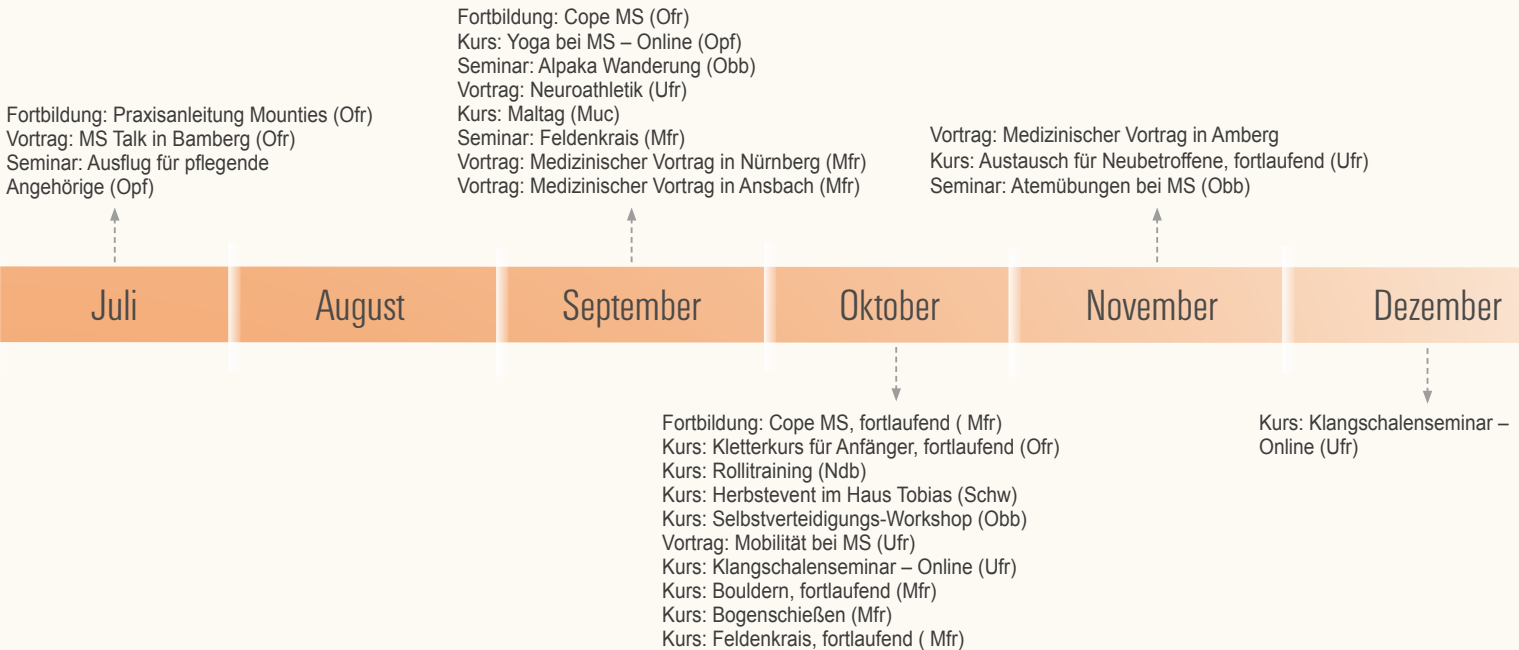 Fortbildung: Praxisanleitung Mounties (Ofr)
Vortrag: MS Talk in Bamberg (Ofr)
Seminar: Ausflug für pflegende
Angehörige (Opf)
Fortbildung: Cope MS (Ofr)
Kurs: Yoga bei MS – Online (Opf)
Seminar: Alpaka Wanderung (Obb)
Vortrag: Neuroathletik (Ufr)
Kurs: Maltag (Muc)
Seminar: Feldenkrais (Mfr)
Vortrag: Medizinischer Vortrag in Nürnberg (Mfr)
Vortrag: Medizinischer Vortrag in Ansbach (Mfr)
Vortrag: Medizinischer Vortrag in Amberg
Kurs: Austausch für Neubetroffene, fortlaufend (Ufr)
Seminar: Atemübungen bei MS (Obb)
Juli
August
September
Oktober
November
Dezember
Fortbildung: Cope MS, fortlaufend ( Mfr)
Kurs: Kletterkurs für Anfänger, fortlaufend (Ofr)
Kurs: Rollitraining (Ndb)
Kurs: Herbstevent im Haus Tobias (Schw)
Kurs: Selbstverteidigungs-Workshop (Obb)
Vortrag: Mobilität bei MS (Ufr)
Kurs: Klangschalenseminar – Online (Ufr)
Kurs: Bouldern, fortlaufend (Mfr)
Kurs: Bogenschießen (Mfr)
Kurs: Feldenkrais, fortlaufend ( Mfr)
Kurs: Klangschalenseminar –
Online (Ufr)